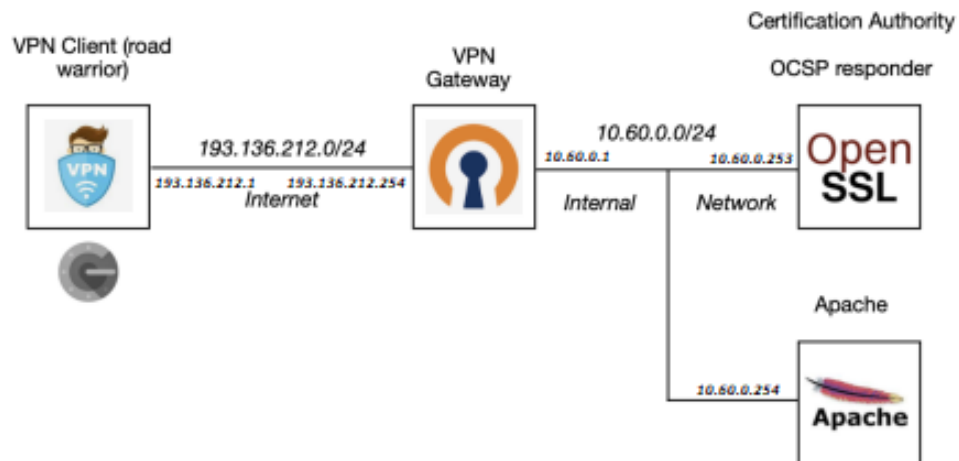 Certification Authority
VPN Client (road
warrior)
VPN
Gateway
OCSP responder
VPN
193.136.212.0/24
193.136.212.1
193.136.212.254
Internet
10.60.0.0/24
10.60.0.1
10.60.0.253
Internal
Network
Open
SSL
Apache
10.60.0.254
Apache